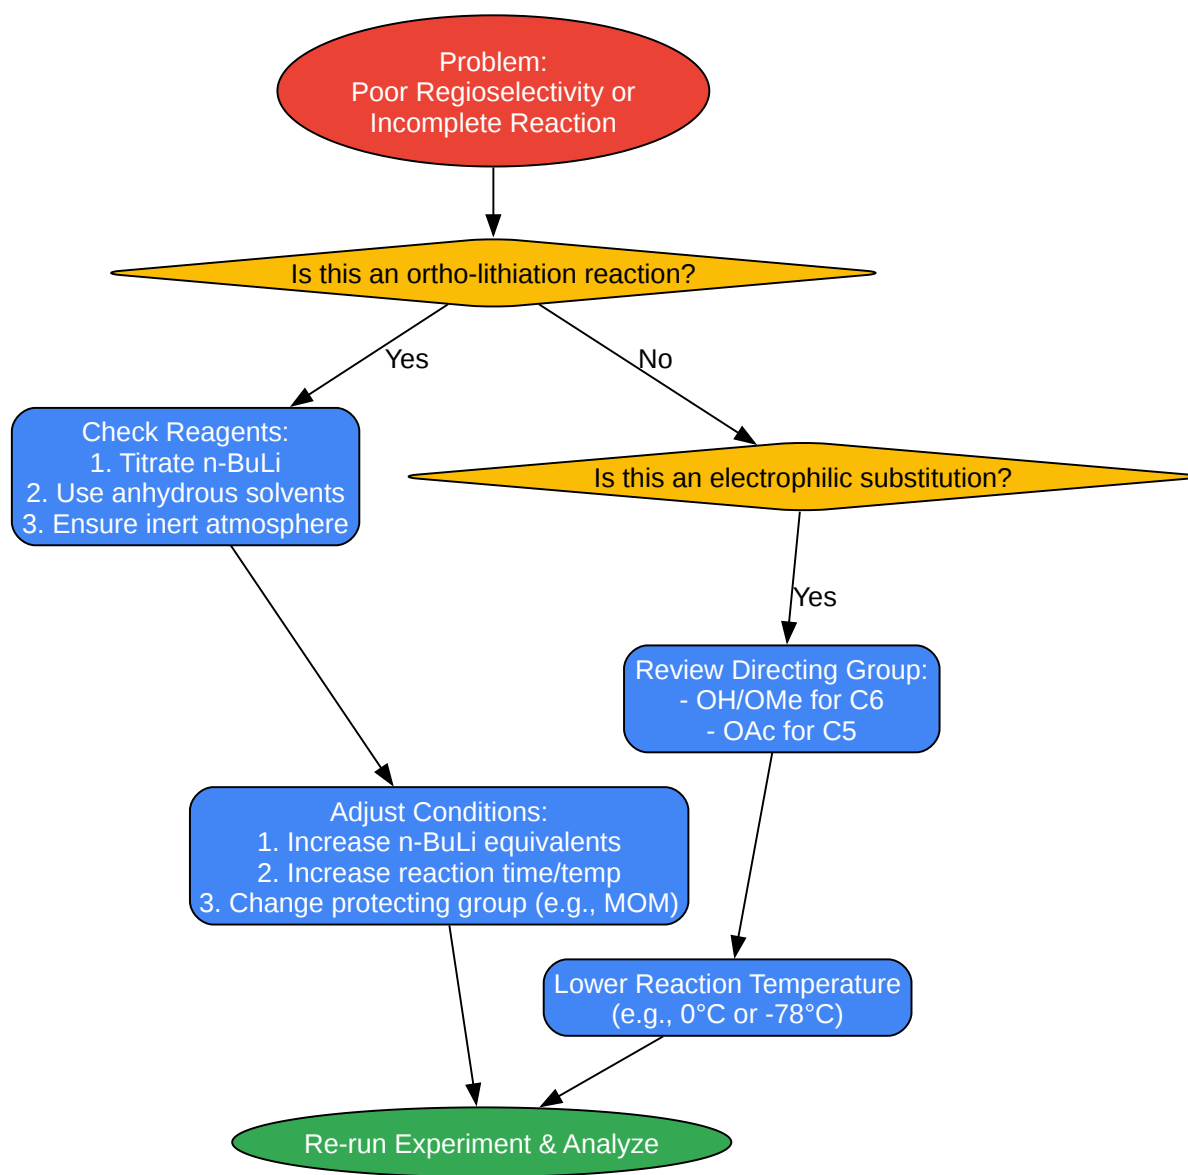 Problem:
Poor Regioselectivity or
Incomplete Reaction
Is this an ortho-lithiation reaction?
Yes
No
Check Reagents:
1. Titrate n-BuLi
2. Use anhydrous solvents
3. Ensure inert atmosphere
Is this an electrophilic substitution?
Yes
Review Directing Group:
- OH/OMe for C6
- OAc for C5
Adjust Conditions:
1. Increase n-BuLi equivalents
2. Increase reaction time/temp
3. Change protecting group (e.g., MOM)
Lower Reaction Temperature
(e.g., 0°C or -78°C)
Re-run Experiment & Analyze